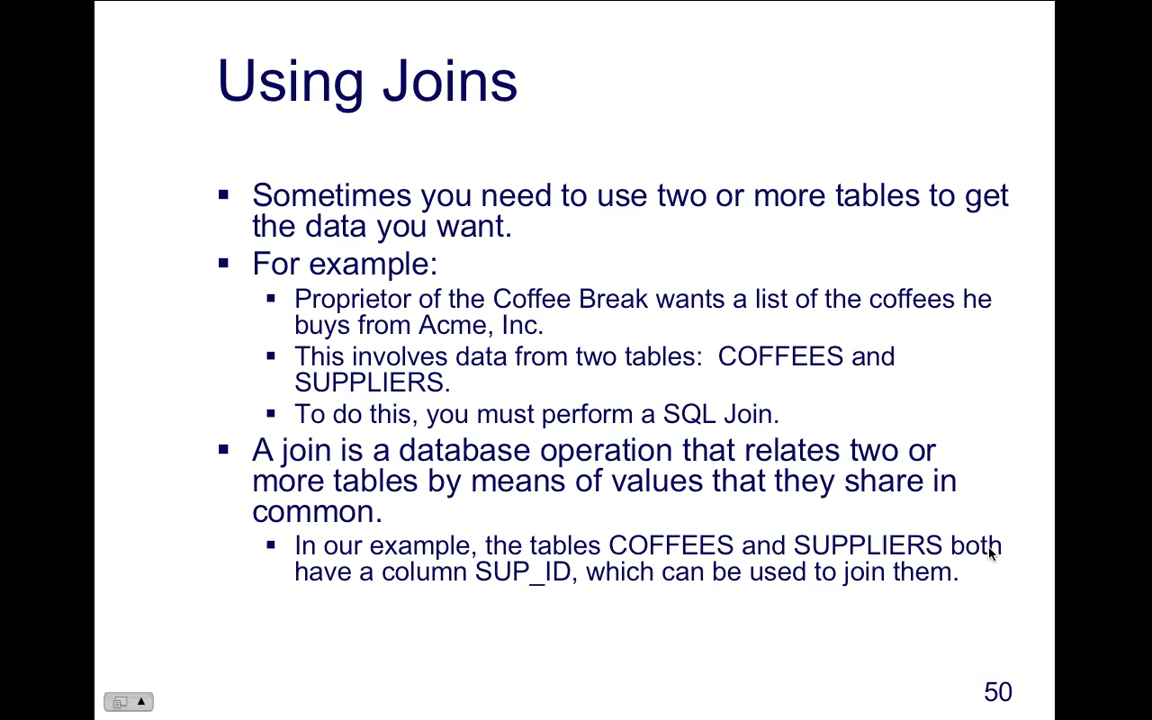 Using Joins
▪ Sometimes you need to use two or more tables to get
the data you want.
▪ For example:
▪ Proprietor of the Coffee Break wants a list of the coffees he
buys from Acme, Inc.
▪ This involves data from two tables:  COFFEES and
SUPPLIERS.
▪ To do this, you must perform a SQL Join.
▪ A join is a database operation that relates two or
more tables by means of values that they share in
common.
▪ In our example, the tables COFFEES and SUPPLIERS both
have a column SUP_ID, which can be used to join them.
50